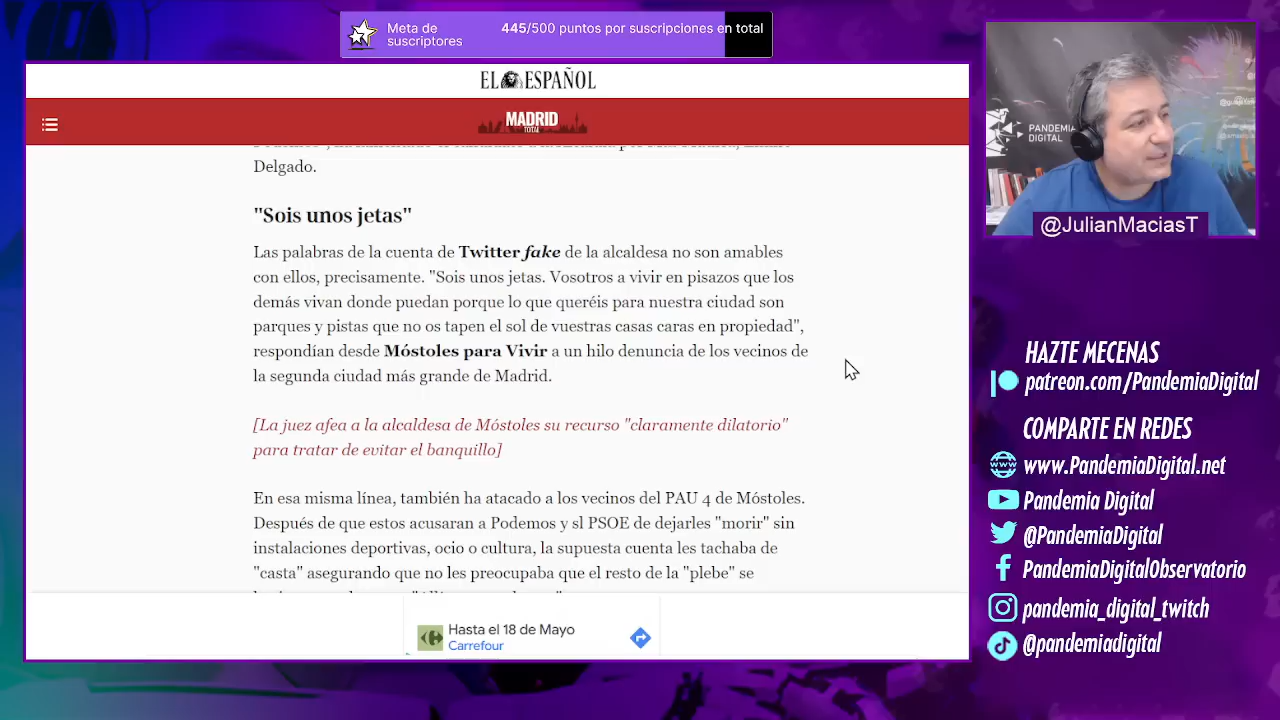 Meta de
suscriptores
445/500 puntos por suscripciones en total
EL ESPAÑOL
MADRID
TOTAL
Delgado.
"Sois unos jetas"
Las palabras de la cuenta de Twitter fake de la alcaldesa no son amables
con ellos, precisamente. "Sois unos jetas. Vosotros a vivir en pisazos que los
demás vivan donde puedan porque lo que queréis para nuestra ciudad son
parques y pistas que no os tapen el sol de vuestras casas caras en propiedad",
respondían desde Móstoles para Vivir a un hilo denuncia de los vecinos de
la segunda ciudad más grande de Madrid.
[La juez afea a la alcaldesa de Móstoles su recurso "claramente dilatorio"
para tratar de evitar el banquillo]
En esa misma línea, también ha atacado a los vecinos del PAU 4 de Móstoles.
Después de que estos acusaran a Podemos y sl PSOE de dejarles "morir" sin
instalaciones deportivas, ocio o cultura, la supuesta cuenta les tachaba de
"casta" asegurando que no les preocupaba que el resto de la "plebe" se
Hasta el 18 de Mayo
Carrefour
PANDEMIA
DIGITAL
@JulianMaciasT
HAZTE MECENAS
patreon.com/PandemiaDigital
COMPARTE EN REDES
www
www.PandemiaDigital.net
Pandemia Digital
@PandemiaDigital
PandemiaDigitalObservatorio
pandemia_digital_twitch
@pandemiadigital